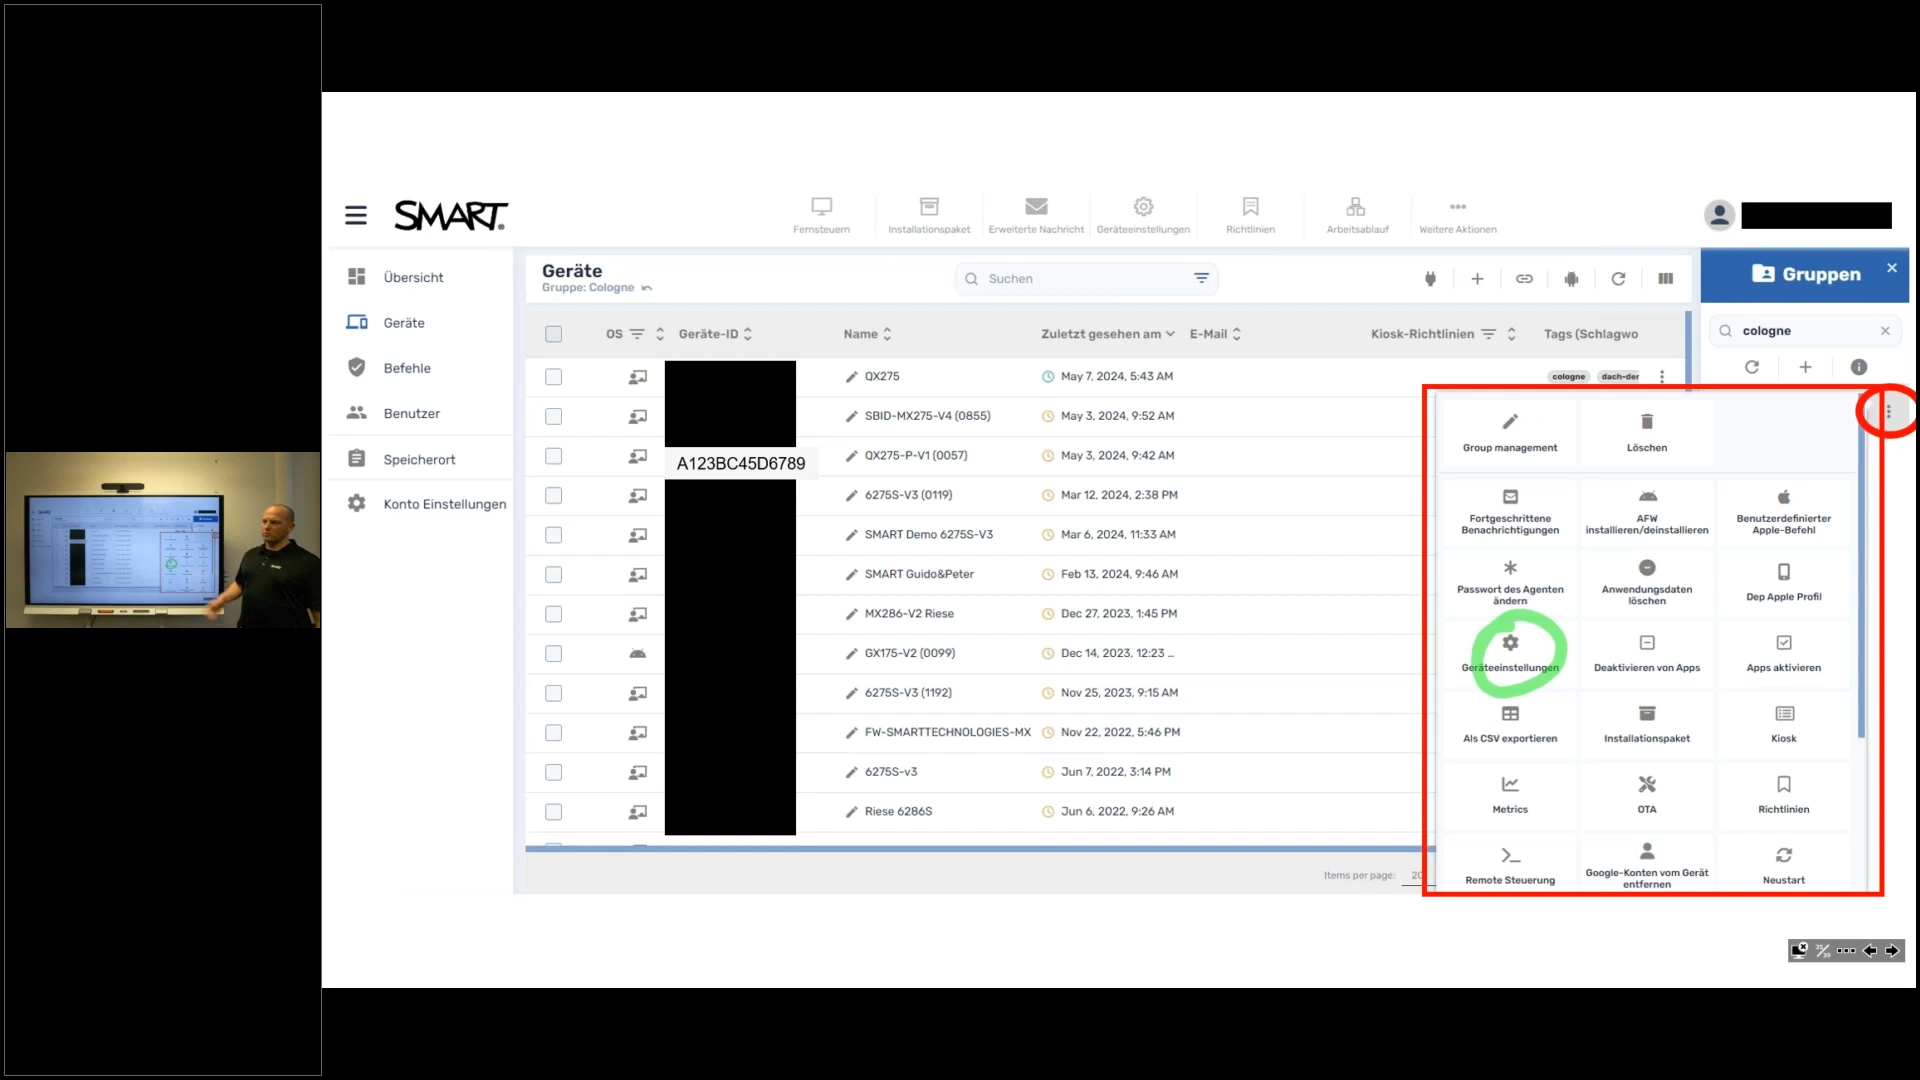 SMART
Fernsteuern
Installationspaket
Erweiterte Nachricht
Geräteeinstellungen
Richtlinien
Arbeitsablauf
Weitere Aktionen
Übersicht
Geräte
Befehle
Benutzer
Speicherort
Konto Einstellungen
Geräte
Gruppe: Cologne
Suchen
Gruppen
cologne
OS Geräte-ID Name Zuletzt gesehen am E-Mail Kiosk-Richtlinien Tags (Schlagwo
QX275 May 7, 2024, 5:43 AM cologne dach-der
SBID-MX275-V4 (0855) May 3, 2024, 9:52 AM
A123BC45D6789 QX275-P-V1 (0057) May 3, 2024, 9:42 AM
6275S-V3 (0119) Mar 12, 2024, 2:38 PM
SMART Demo 6275S-V3 Mar 6, 2024, 11:33 AM
SMART Guido&Peter Feb 13, 2024, 9:46 AM
MX286-V2 Riese Dec 27, 2023, 1:45 PM
GX175-V2 (0099) Dec 14, 2023, 12:23 ...
6275S-V3 (1192) Nov 25, 2023, 9:15 AM
FW-SMARTTECHNOLOGIES-MX Nov 22, 2022, 5:46 PM
6275S-v3 Jun 7, 2022, 3:14 PM
Riese 6286S Jun 6, 2022, 9:26 AM
Items per page: 20
Group management
Löschen
Fortgeschrittene
Benachrichtigungen
AFW
installieren/deinstallieren
Benutzerdefinierter
Apple-Befehl
Passwort des Agenten
ändern
Anwendungsdaten
löschen
Dep Apple Profil
Geräteeinstellungen
Deaktivieren von Apps
Apps aktivieren
Als CSV exportieren
Installationspaket
Kiosk
Metrics
OTA
Richtlinien
Remote Steuerung
Google-Konten vom Gerät
entfernen
Neustart